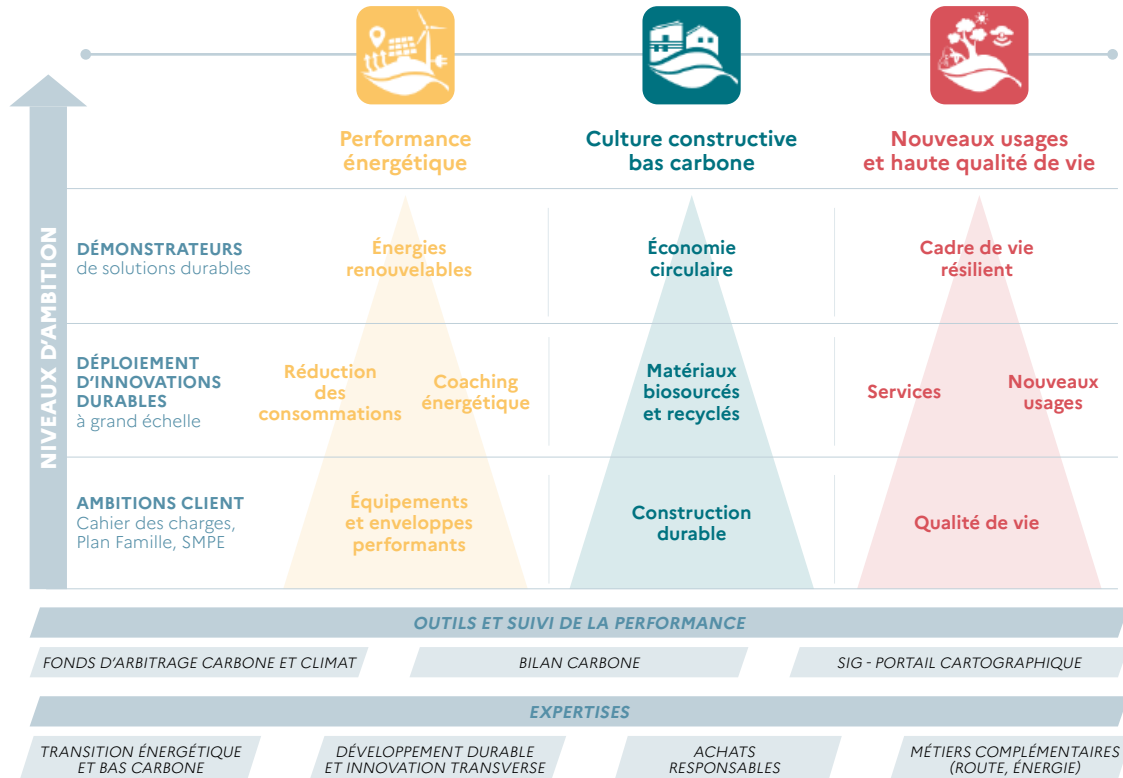 Performance
énergétique
Culture constructive
bas carbone
Nouveaux usages
et haute qualité de vie
NIVEAUX D'AMBITION
DÉMONSTRATEURS
de solutions durables
Énergies
renouvelables
Économie
circulaire
Cadre de vie
résilient
DÉPLOIEMENT
D'INNOVATIONS
DURABLES
à grand échelle
Réduction
des
consommations
Coaching
énergétique
Matériaux
biosourcés
et recyclés
Services
Nouveaux
usages
AMBITIONS CLIENT
Cahier des charges,
Plan Famille, SMPE
Équipements
et enveloppes
performants
Construction
durable
Qualité de vie
OUTILS ET SUIVI DE LA PERFORMANCE
FONDS D'ARBITRAGE CARBONE ET CLIMAT
BILAN CARBONE
SIG - PORTAIL CARTOGRAPHIQUE
EXPERTISES
TRANSITION ÉNERGÉTIQUE
ET BAS CARBONE
DÉVELOPPEMENT DURABLE
ET INNOVATION TRANSVERSE
ACHATS
RESPONSABLES
MÉTIERS COMPLÉMENTAIRES
(ROUTE, ÉNERGIE)